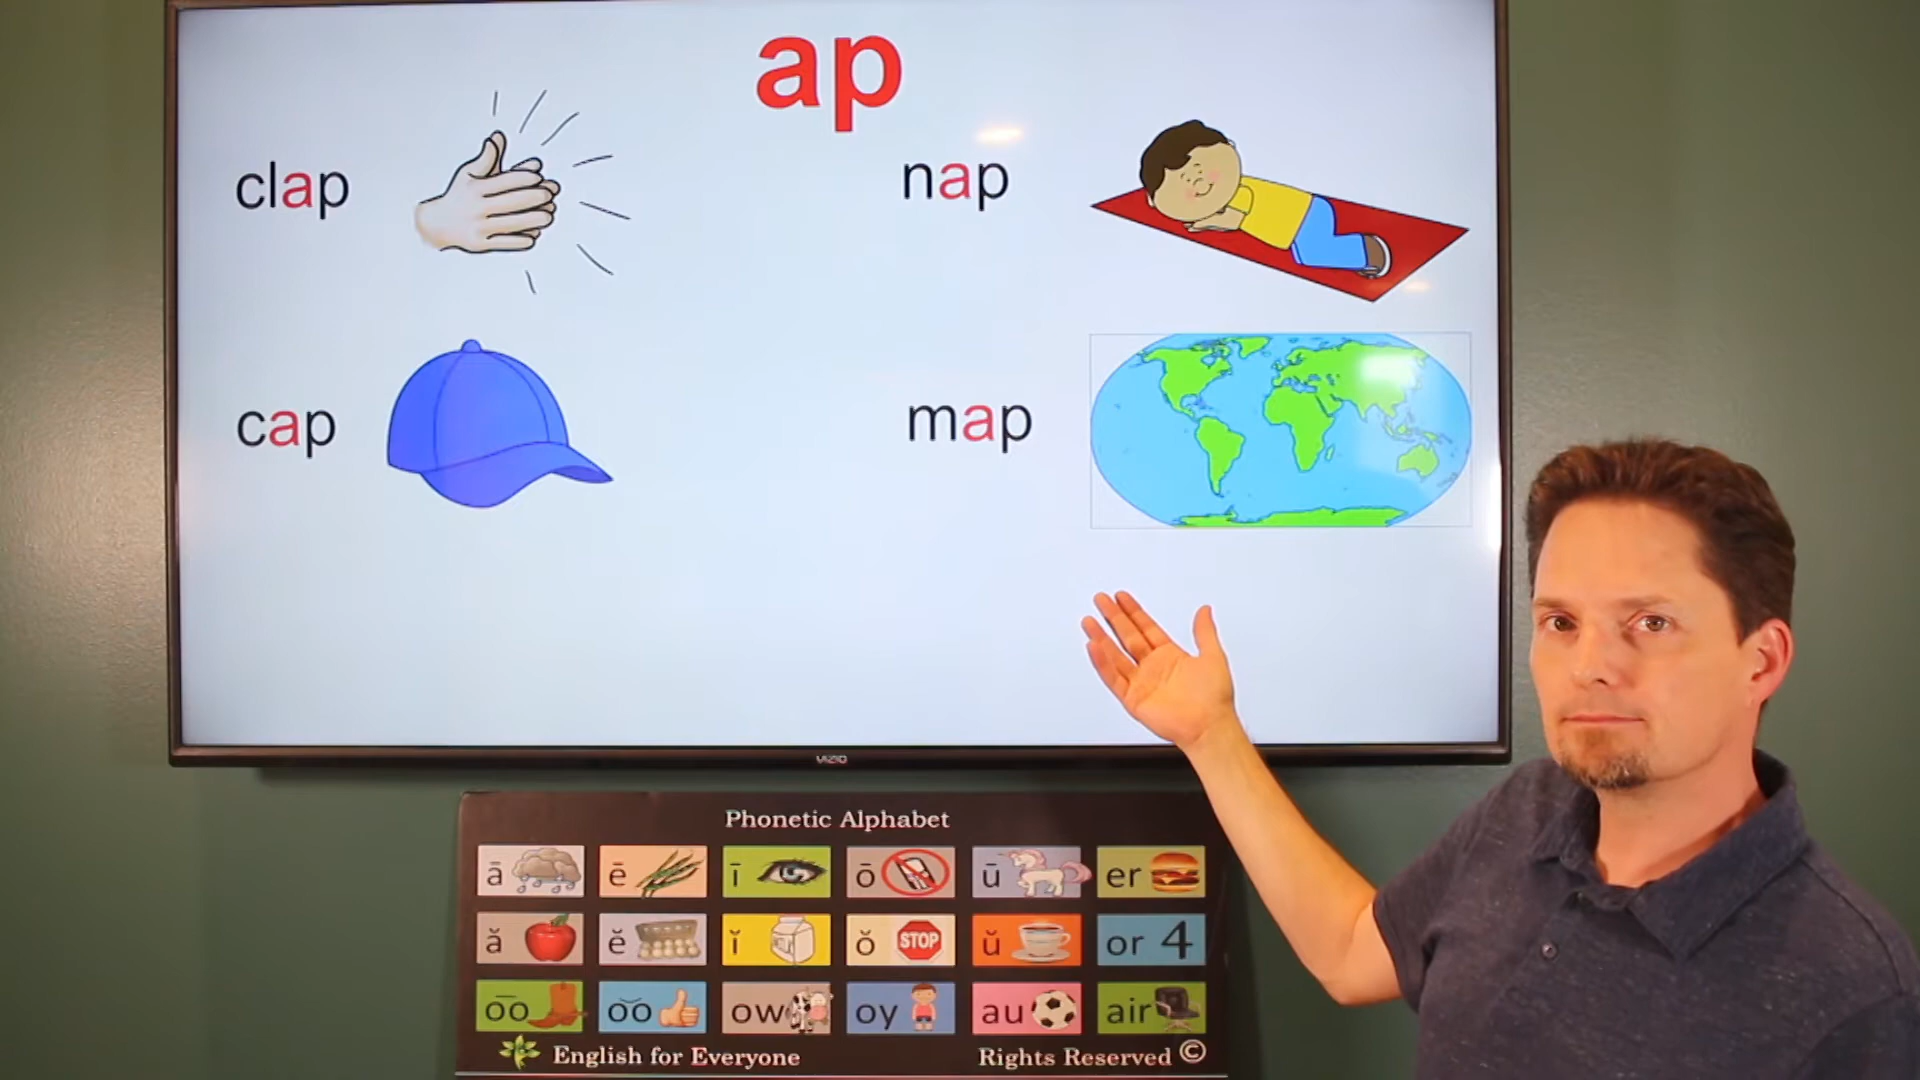 ap
clap
nap
cap
map
VIZIO
Phonetic Alphabet
ā ē ī ō ū er
ă ĕ ĭ ŏ STOP ŭ or 4
o͞o o͝o ow oy au air
English for Everyone Rights Reserved ©